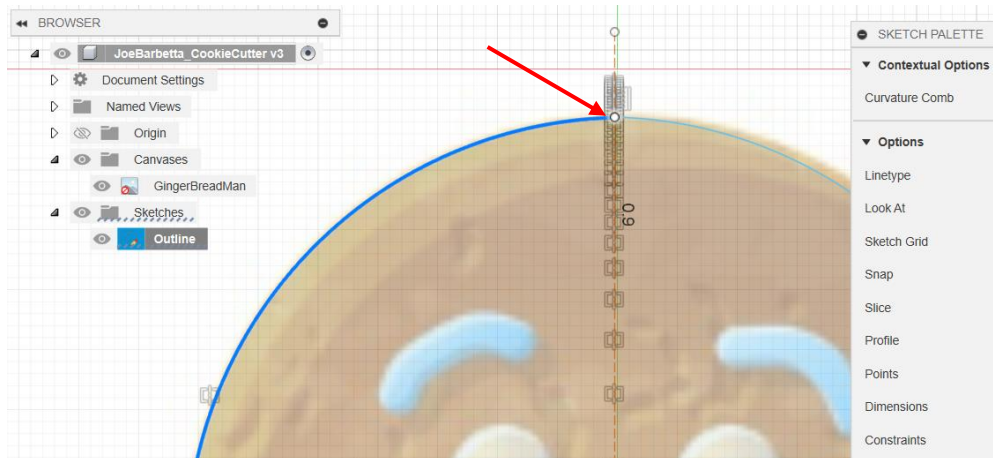 BROWSER
JoeBarbetta_CookieCutter v3
Document Settings
Named Views
Origin
Canvases
GingerBreadMan
Sketches
Outline
6.0
SKETCH PALETTE
Contextual Options
Curvature Comb
Options
Linetype
Look At
Sketch Grid
Snap
Slice
Profile
Points
Dimensions
Constraints